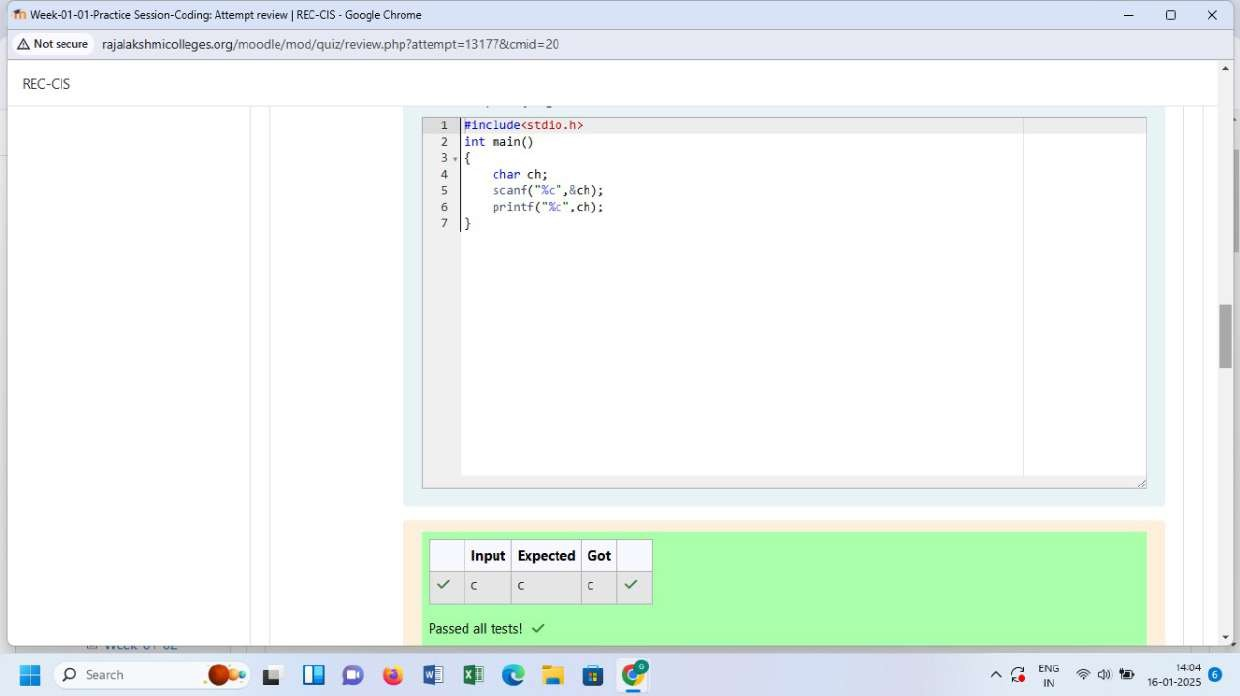 Week-01-01-Practice Session-Coding: Attempt review | REC-CIS - Google Chrome
Not secure rajalakshmicolleges.org/moodle/mod/quiz/review.php?attempt=13177&cmid=20
REC-CIS
1 #include<stdio.h>
2 int main()
3 {
4 char ch;
5 scanf("%c",&ch);
6 printf("%c",ch);
7 }
Input Expected Got
C C C
Passed all tests!
Search
ENG
IN
14:04
16-01-2025
6